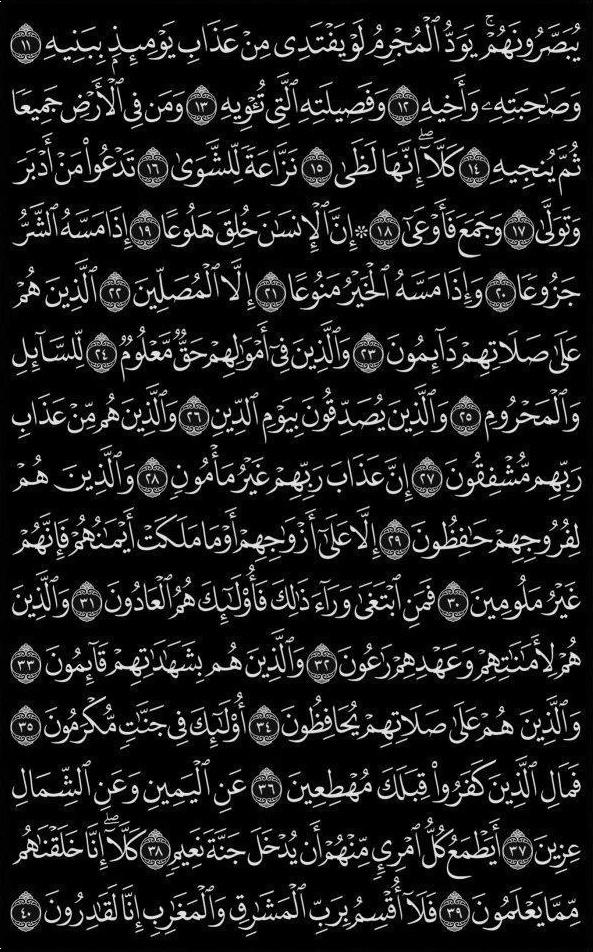 يُبَصَّرُونَهُمْ ۚ يَوَدُّ ٱلْمُجْرِمُ لَوْ يَفْتَدِى مِنْ عَذَابِ يَوْمِئِذٍۭ بِبَنِيهِ ١١
وَصَـٰحِبَتِهِۦ وَأَخِيهِ ١٢ وَفَصِيلَتِهِ ٱلَّتِى تُـْٔوِيهِ ١٣ وَمَن فِى ٱلْأَرْضِ جَمِيعًا
ثُمَّ يُنجِيهِ ١٤ كَلَّآ ۖ إِنَّهَا لَظَىٰ ١٥ نَزَّاعَةً لِّلشَّوَىٰ ١٦ تَدْعُوا۟ مَنْ أَدْبَرَ
وَتَوَلَّىٰ ١٧ وَجَمَعَ فَأَوْعَىٰٓ ١٨ ۞ إِنَّ ٱلْإِنسَـٰنَ خُلِقَ هَلُوعًا ١٩ إِذَا مَسَّهُ ٱلشَّرُّ
جَزُوعًا ٢٠ وَإِذَا مَسَّهُ ٱلْخَيْرُ مَنُوعًا ٢١ إِلَّا ٱلْمُصَلِّينَ ٢٢ ٱلَّذِينَ هُمْ
عَلَىٰ صَلَاتِهِمْ دَآئِمُونَ ٢٣ وَٱلَّذِينَ فِىٓ أَمْوَٰلِهِمْ حَقٌّ مَّعْلُومٌ ٢٤ لِّلسَّآئِلِ
وَٱلْمَحْرُومِ ٢٥ وَٱلَّذِينَ يُصَدِّقُونَ بِيَوْمِ ٱلدِّينِ ٢٦ وَٱلَّذِينَ هُم مِّنْ عَذَابِ
رَبِّهِم مُّشْفِقُونَ ٢٧ إِنَّ عَذَابَ رَبِّهِمْ غَيْرُ مَأْمُونٍ ٢٨ وَٱلَّذِينَ هُمْ
لِفُرُوجِهِمْ حَـٰفِظُونَ ٢٩ إِلَّا عَلَىٰٓ أَزْوَٰجِهِمْ أَوْ مَا مَلَكَتْ أَيْمَـٰنُهُمْ فَإِنَّهُمْ
غَيْرُ مَلُومِينَ ٣٠ فَمَنِ ٱبْتَغَىٰ وَرَآءَ ذَٰلِكَ فَأُو۟لَـٰٓئِكَ هُمُ ٱلْعَادُونَ ٣١ وَٱلَّذِينَ
هُمْ لِأَمَـٰنَـٰتِهِمْ وَعَهْدِهِمْ رَٰعُونَ ٣٢ وَٱلَّذِينَ هُم بِشَهَـٰدَٰتِهِمْ قَآئِمُونَ ٣٣
وَٱلَّذِينَ هُمْ عَلَىٰ صَلَاتِهِمْ يُحَافِظُونَ ٣٤ أُو۟لَـٰٓئِكَ فِى جَنَّـٰتٍ مُّكْرَمُونَ ٣٥
فَمَالِ ٱلَّذِينَ كَفَرُوا۟ قِبَلَكَ مُهْطِعِينَ ٣٦ عَنِ ٱلْيَمِينِ وَعَنِ ٱلشِّمَالِ
عِزِينَ ٣٧ أَيَطْمَعُ كُلُّ ٱمْرِئٍ مِّنْهُمْ أَن يُدْخَلَ جَنَّةَ نَعِيمٍ ٣٨ كَلَّآ ۖ إِنَّا خَلَقْنَـٰهُم
مِّمَّا يَعْلَمُونَ ٣٩ فَلَآ أُقْسِمُ بِرَبِّ ٱلْمَشَـٰرِقِ وَٱلْمَغَـٰرِبِ إِنَّا لَقَـٰدِرُونَ ٤٠